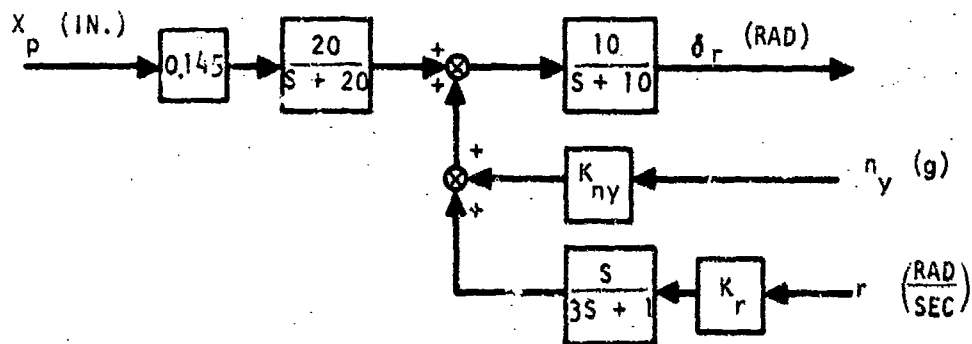 X_p (IN.)
0.145
20
S + 20
+
+
10
S + 10
δ_r (RAD)
+
+
K_ny
n_y (g)
S
3S + 1
K_r
r (RAD/SEC)